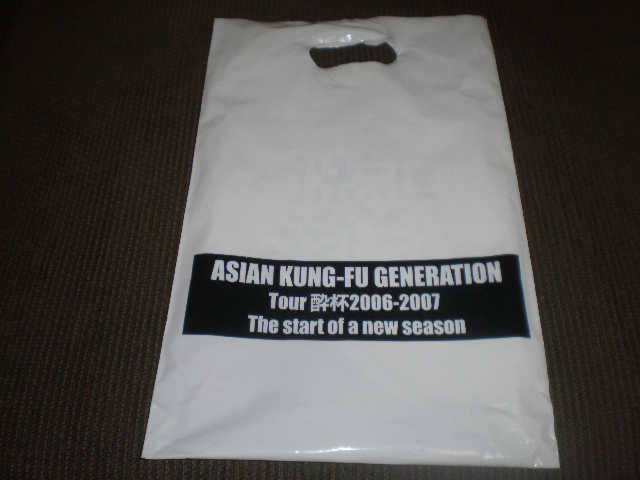 ASIAN KUNG-FU GENERATION
Tour 酔杯2006-2007
The start of a new season